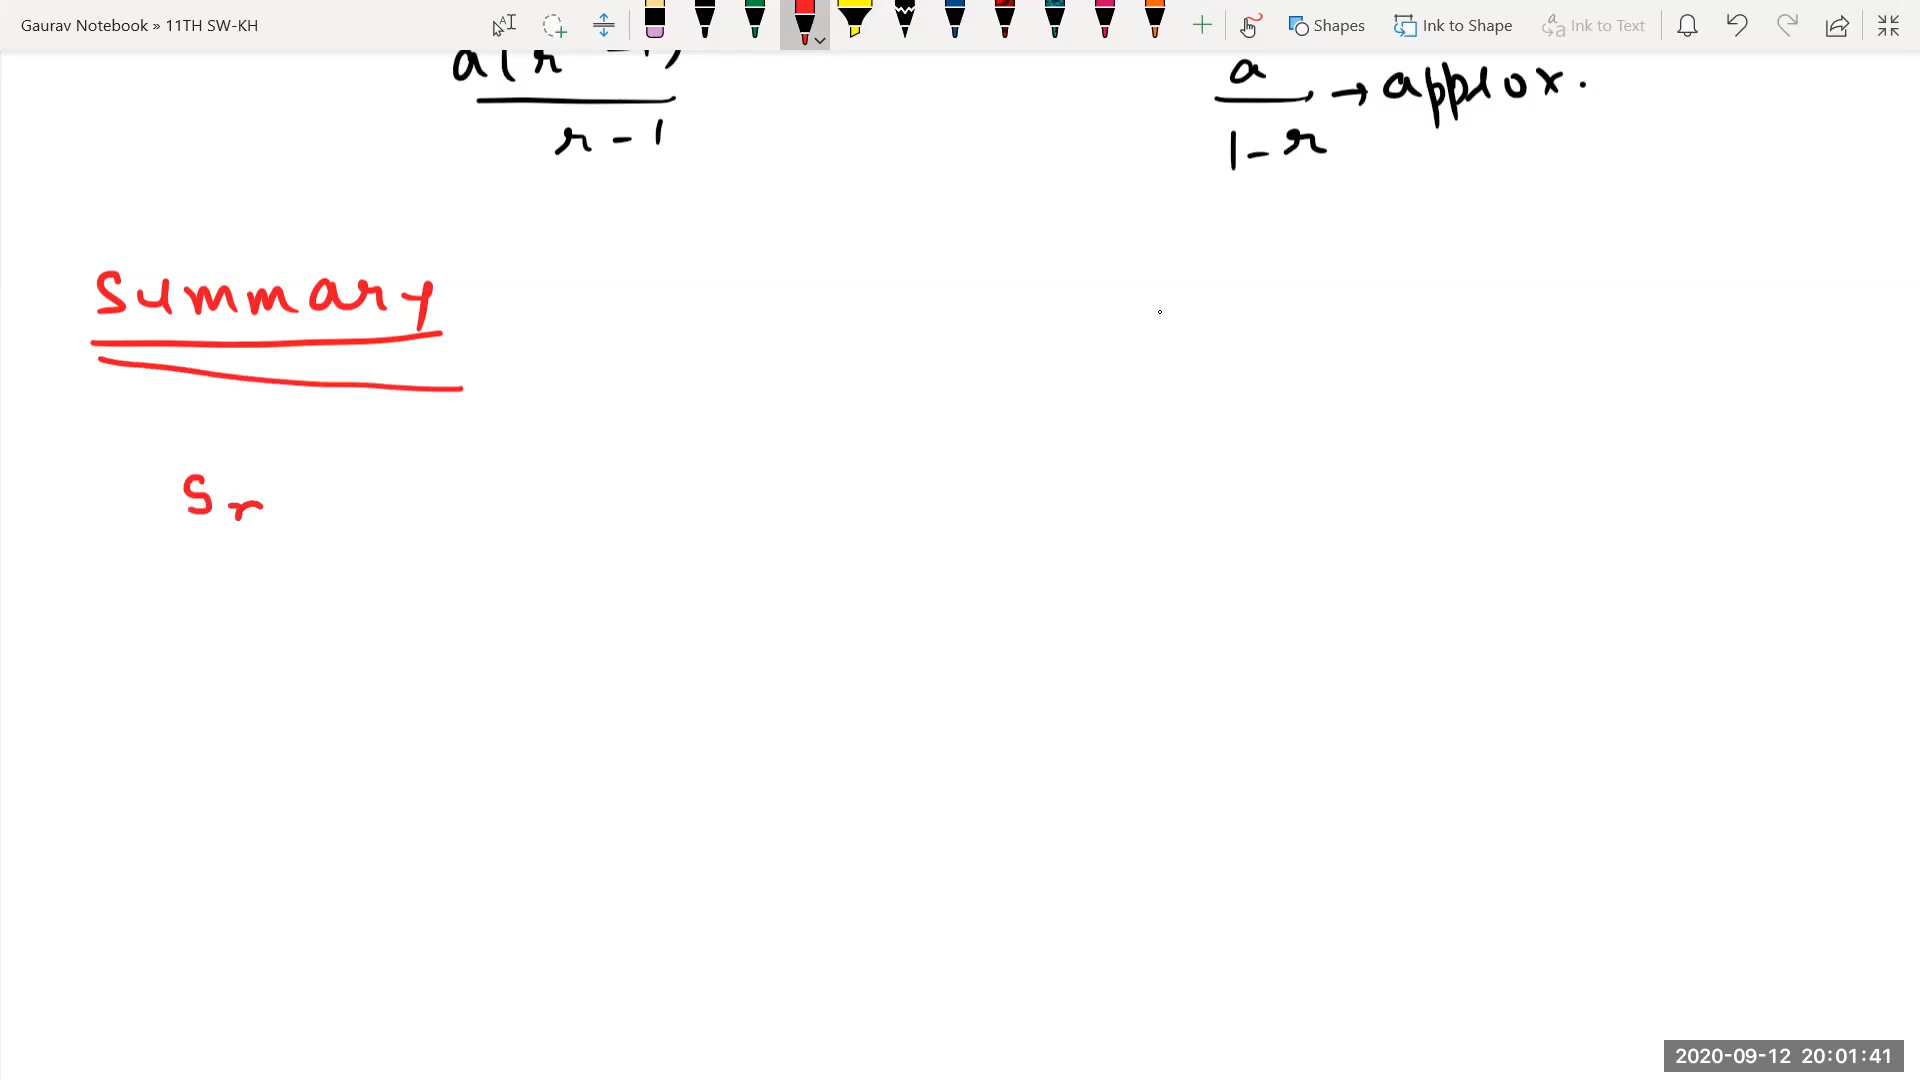 Gaurav Notebook » 11TH SW-KH
Shapes
Ink to Shape
Ink to Text
r - 1
a
1 - r
→ approx.
Summary
S r
2020-09-12 20:01:41